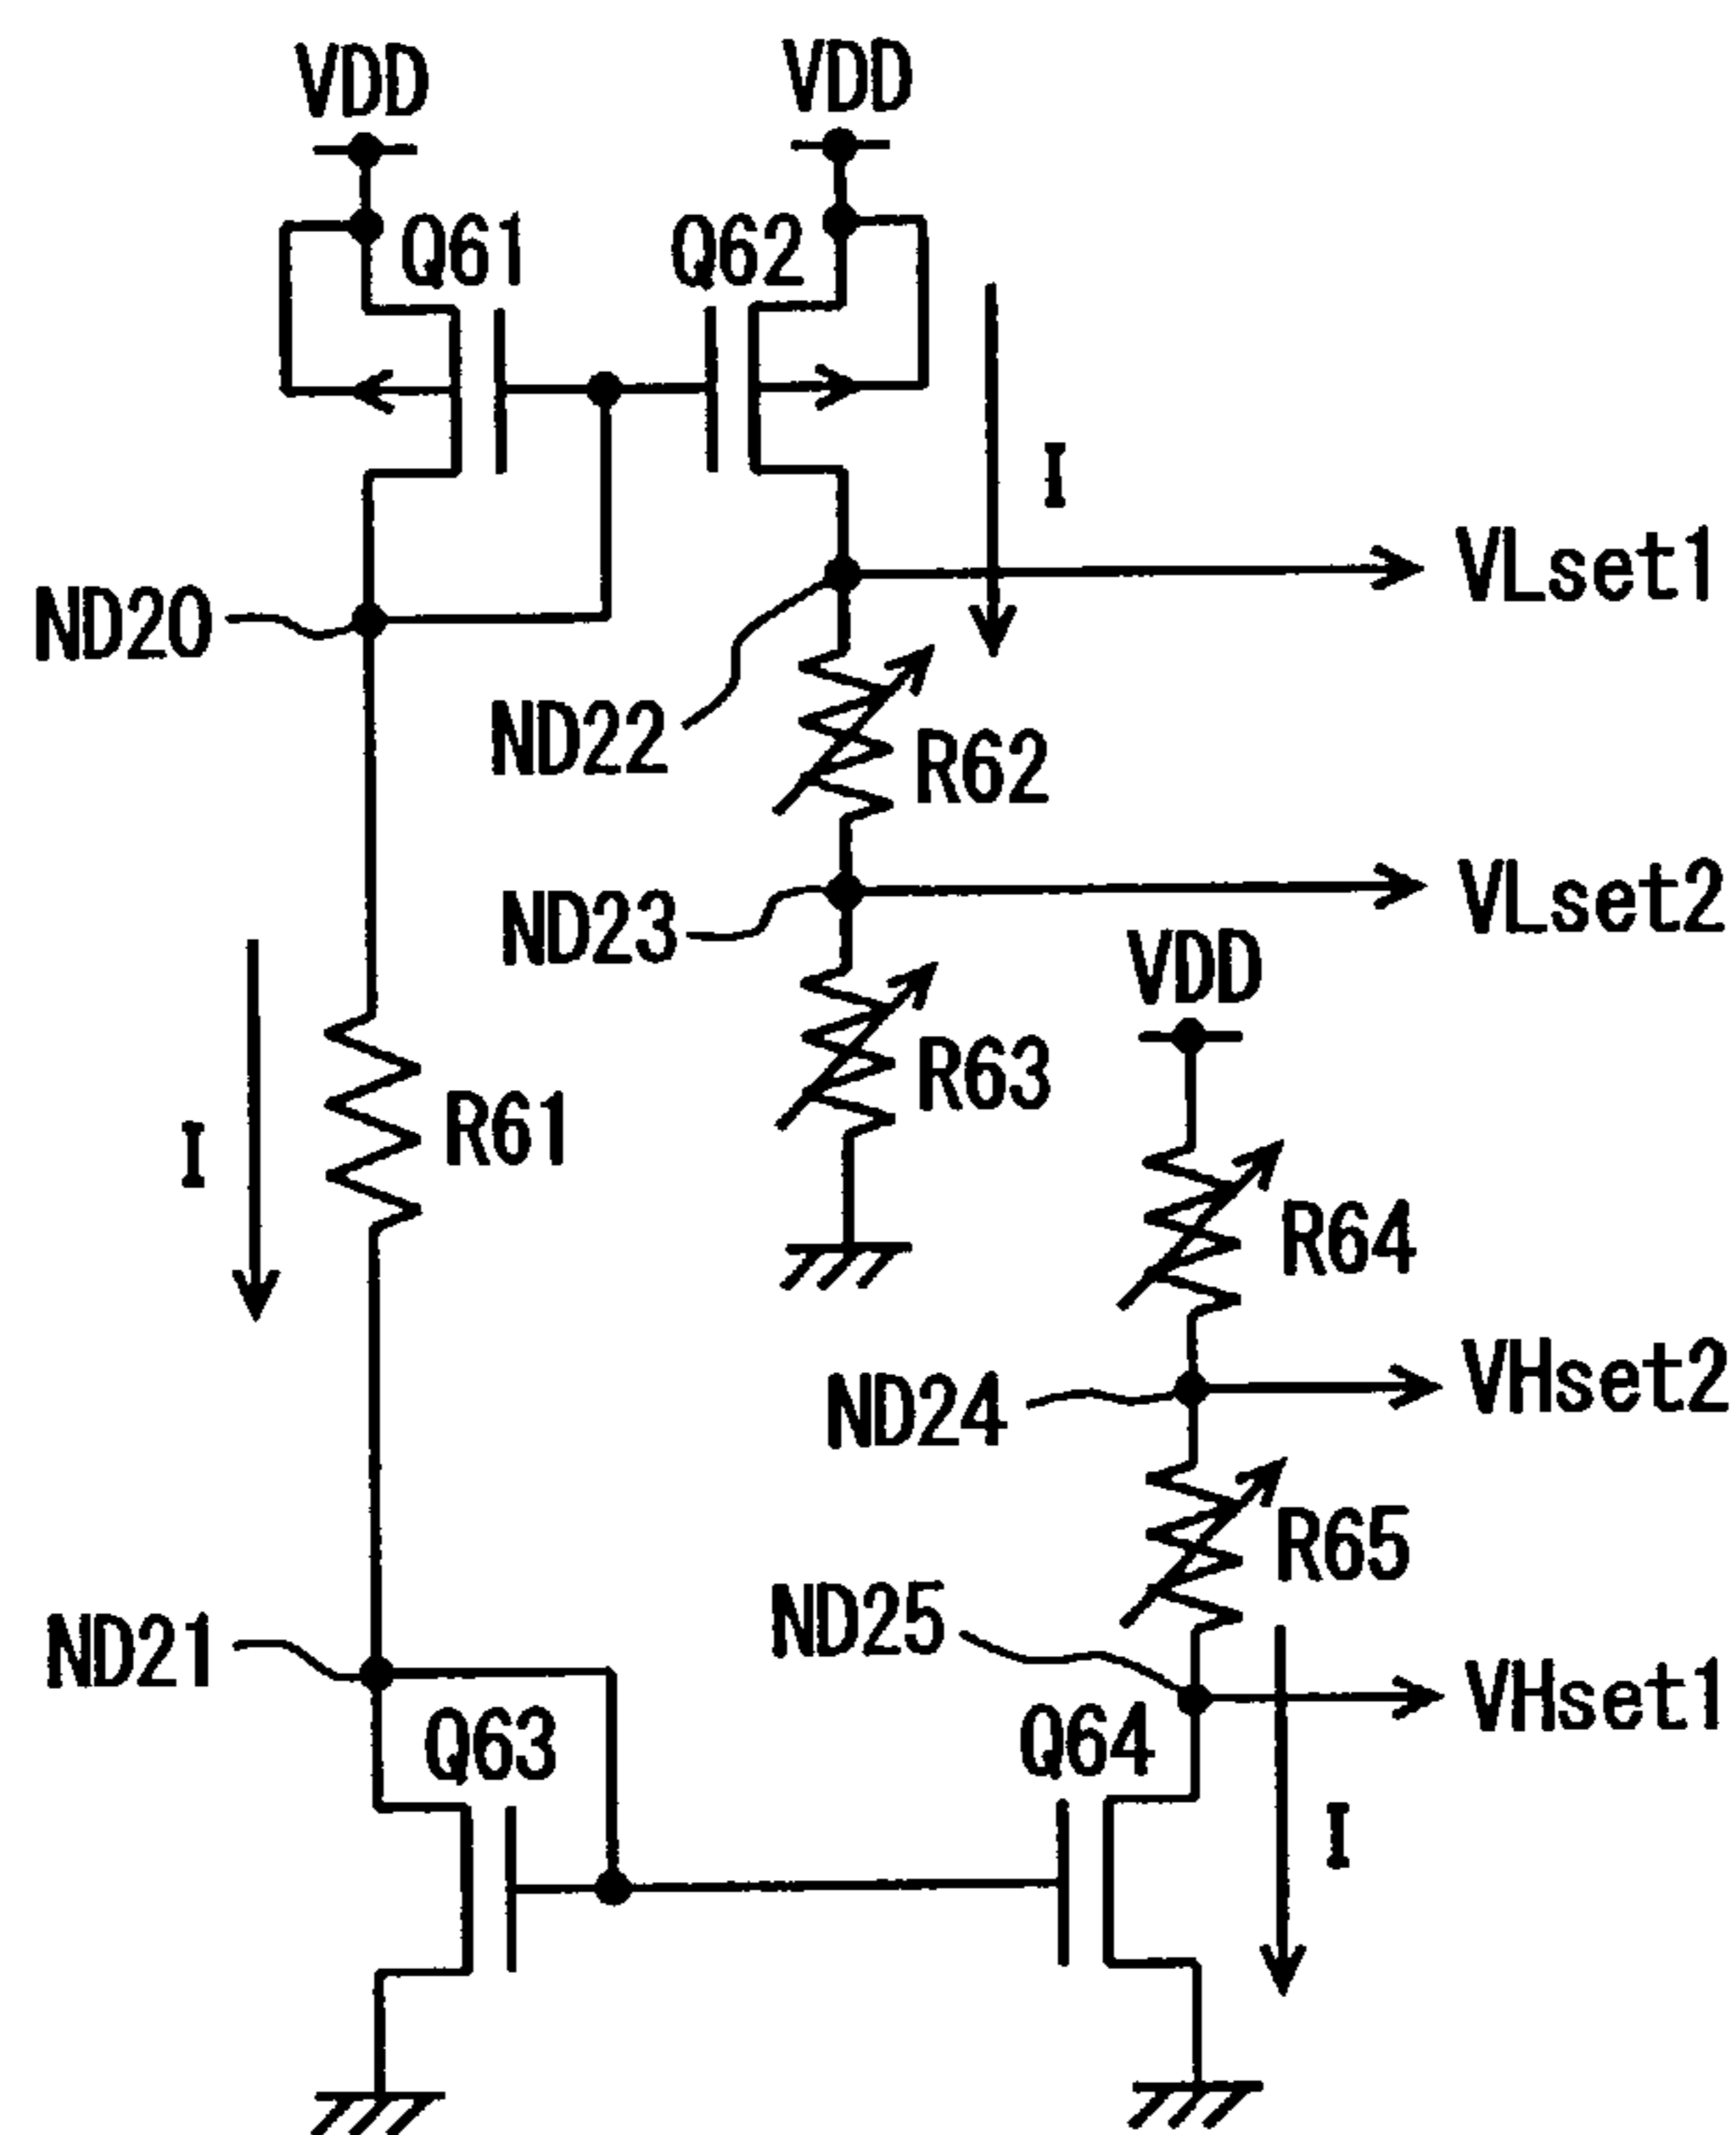 VDD VDD
Q61 Q62
I
VLset1
ND20
ND22 R62
ND23 VLset2
VDD
I R61 R63
R64
ND24 VHset2
R65
ND21 ND25 VHset1
Q63 Q64
I